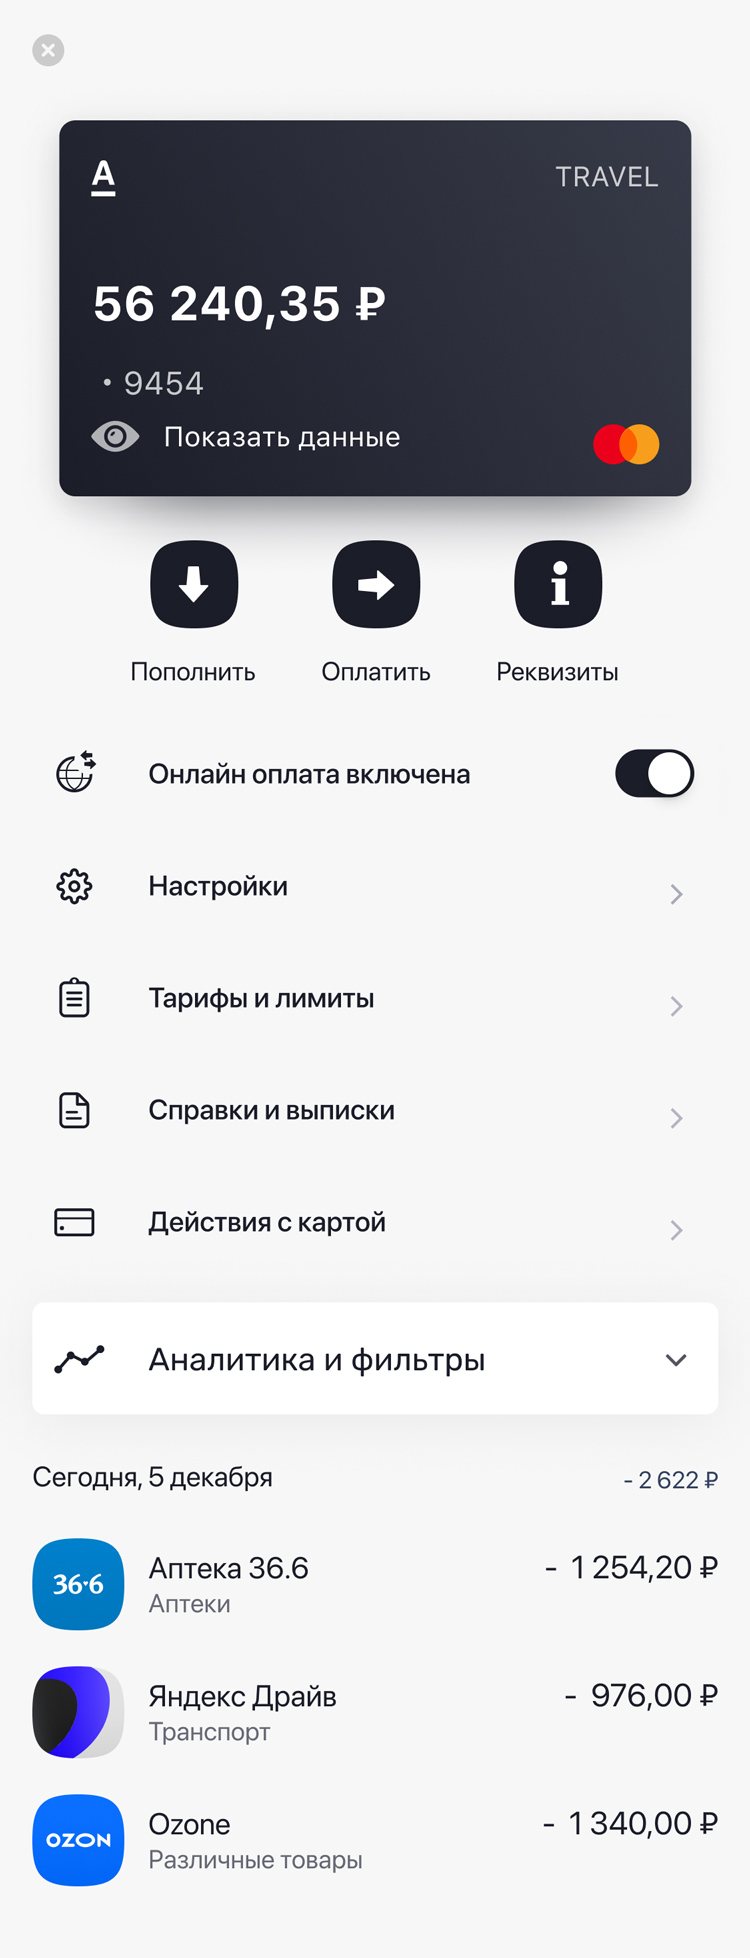 А
TRAVEL
56 240,35 ₽
· 9454
Показать данные
Пополнить
Оплатить
Реквизиты
Онлайн оплата включена
Настройки
Тарифы и лимиты
Справки и выписки
Действия с картой
Аналитика и фильтры
Сегодня, 5 декабря
- 2 622 ₽
36•6
Аптека 36.6
- 1 254,20 ₽
Аптеки
Яндекс Драйв
- 976,00 ₽
Транспорт
OZON
Ozone
- 1 340,00 ₽
Различные товары